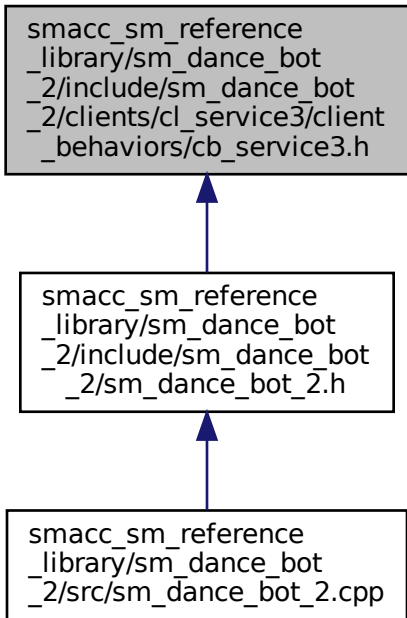 smacc_sm_reference
_library/sm_dance_bot
_2/include/sm_dance_bot
_2/clients/cl_service3/client
_behaviors/cb_service3.h
smacc_sm_reference
_library/sm_dance_bot
_2/include/sm_dance_bot
_2/sm_dance_bot_2.h
smacc_sm_reference
_library/sm_dance_bot
_2/src/sm_dance_bot_2.cpp